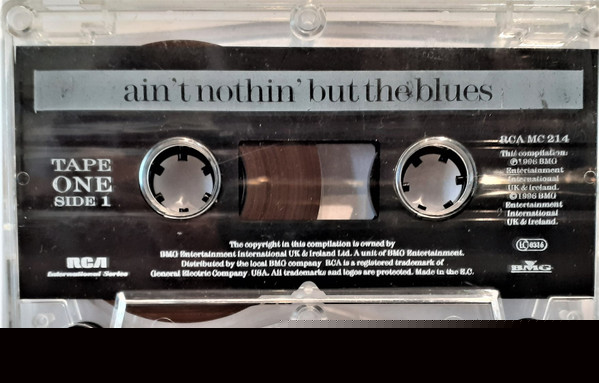 ain't nothin' but the blues
TAPE
ONE
SIDE 1
RCA MC 214
This compilation:
℗ 1996 BMG
Entertainment
International
UK & Ireland.
© 1996 BMG
Entertainment
International
UK & Ireland.
LC 0316
BMG
RCA
International Series
The copyright in this compilation is owned by
BMG Entertainment International UK & Ireland Ltd. A unit of BMG Entertainment.
Distributed by the local BMG company RCA is a registered trademark of
General Electric Company USA. All trademarks and logos are protected. Made in the E.C.